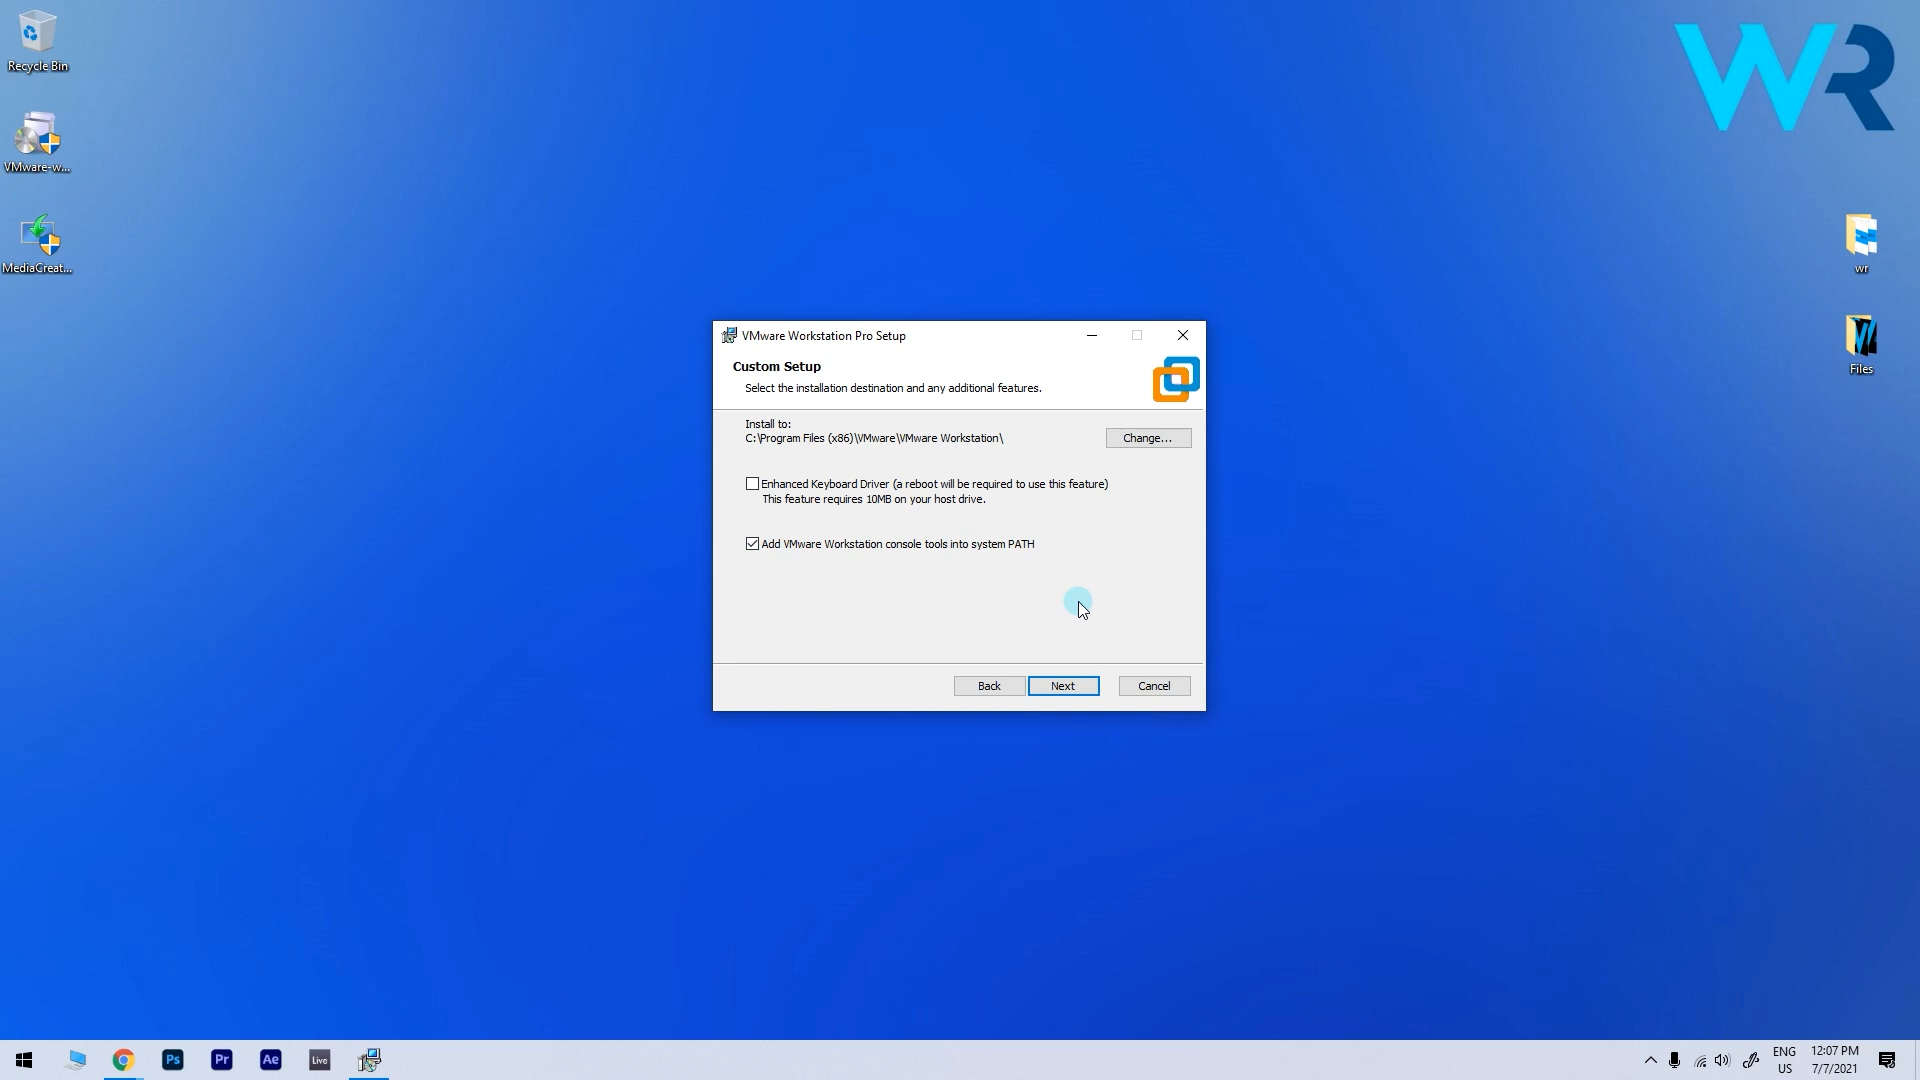 Recycle Bin
VMware-w...
MediaCreat...
WR
wr
Files
VMware Workstation Pro Setup
Custom Setup
Select the installation destination and any additional features.
Install to:
C:\Program Files (x86)\VMware\VMware Workstation\
Change...
Enhanced Keyboard Driver (a reboot will be required to use this feature)
This feature requires 10MB on your host drive.
Add VMware Workstation console tools into system PATH
Back Next Cancel
Ps Pr Ae Live
ENG
US
12:07 PM
7/7/2021